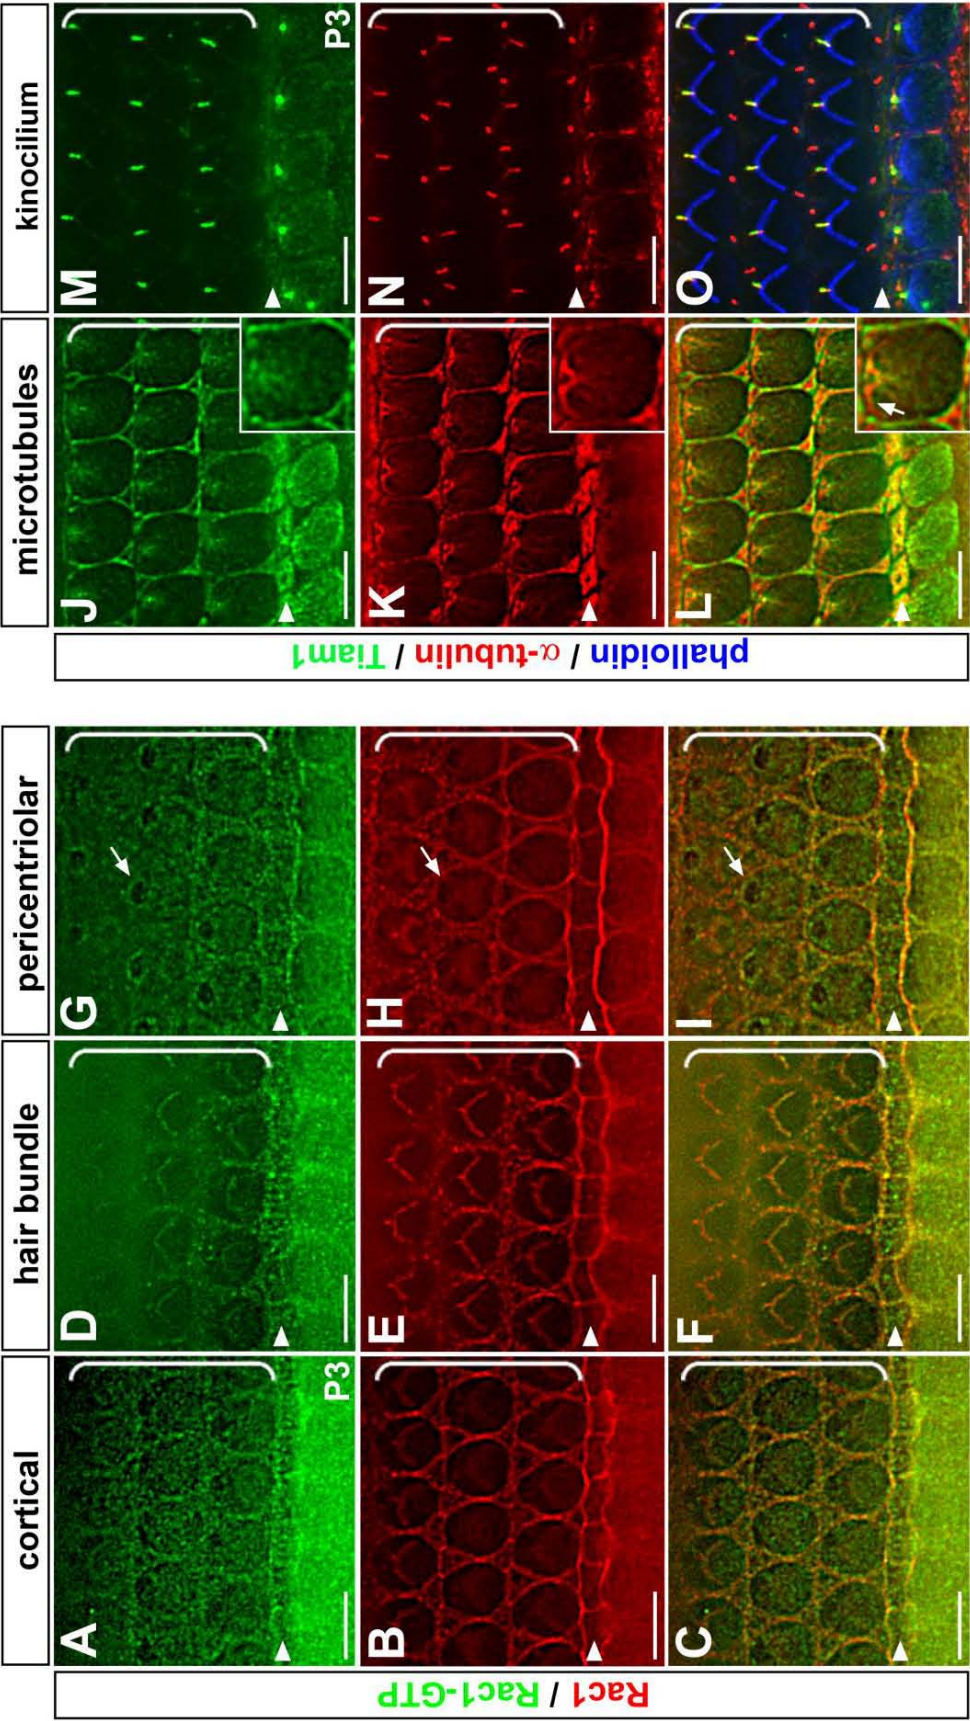 cortical
hair bundle
pericentriolar
microtubules
kinocilium
Rac1 / Rac1-GTP
phalloidin / α-tubulin / Tiam1
A
P3
D
G
J
M
P3
B
E
H
K
N
C
F
I
L
O